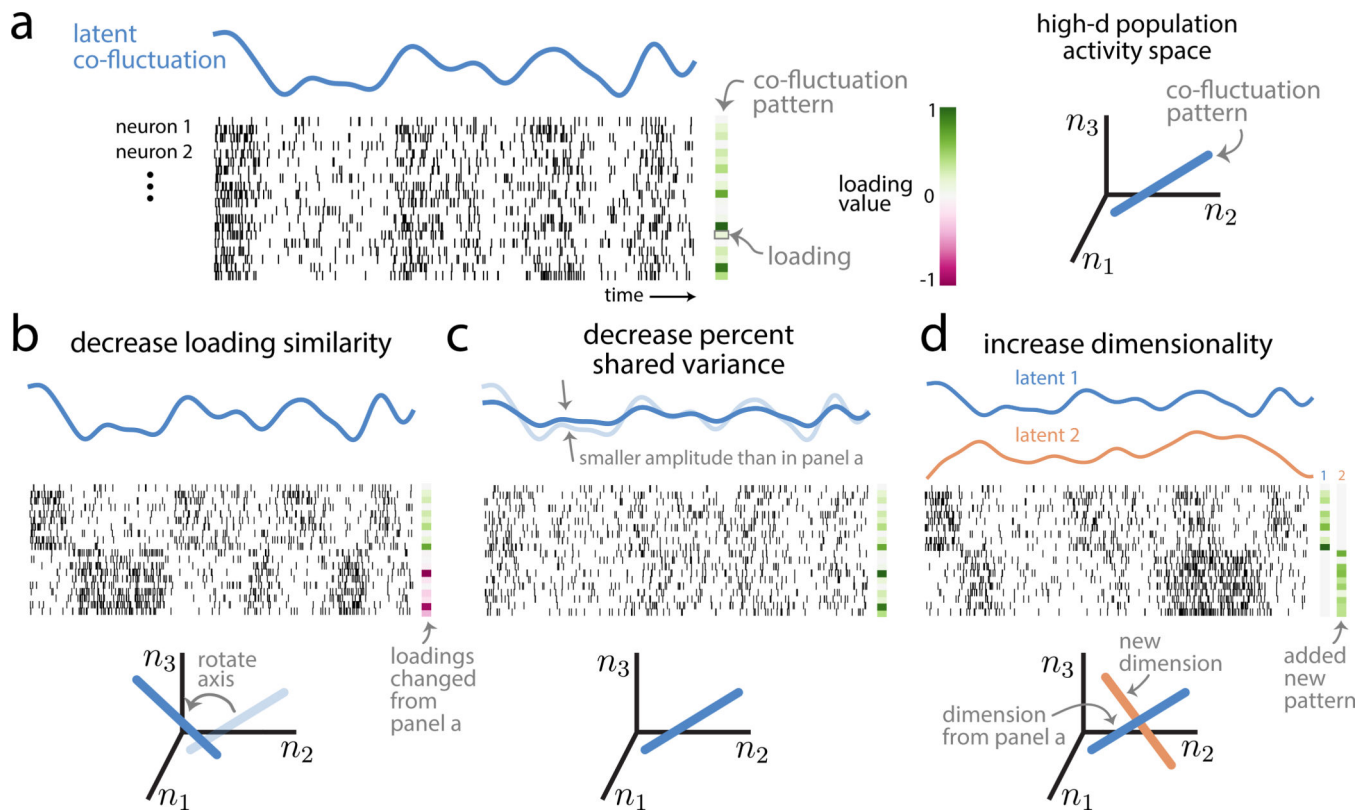 a
latent
co-fluctuation
neuron 1
neuron 2
time
co-fluctuation
pattern
loading
1
loading
value
0
-1
high-d population
activity space
co-fluctuation
pattern
n3
n2
n1
b
decrease loading similarity
n3
rotate
axis
n2
n1
loadings
changed
from
panel a
c
decrease percent
shared variance
smaller amplitude than in panel a
n3
n2
n1
d
increase dimensionality
latent 1
latent 2
1
2
n3
new
dimension
dimension
from panel a
n2
n1
added
new
pattern